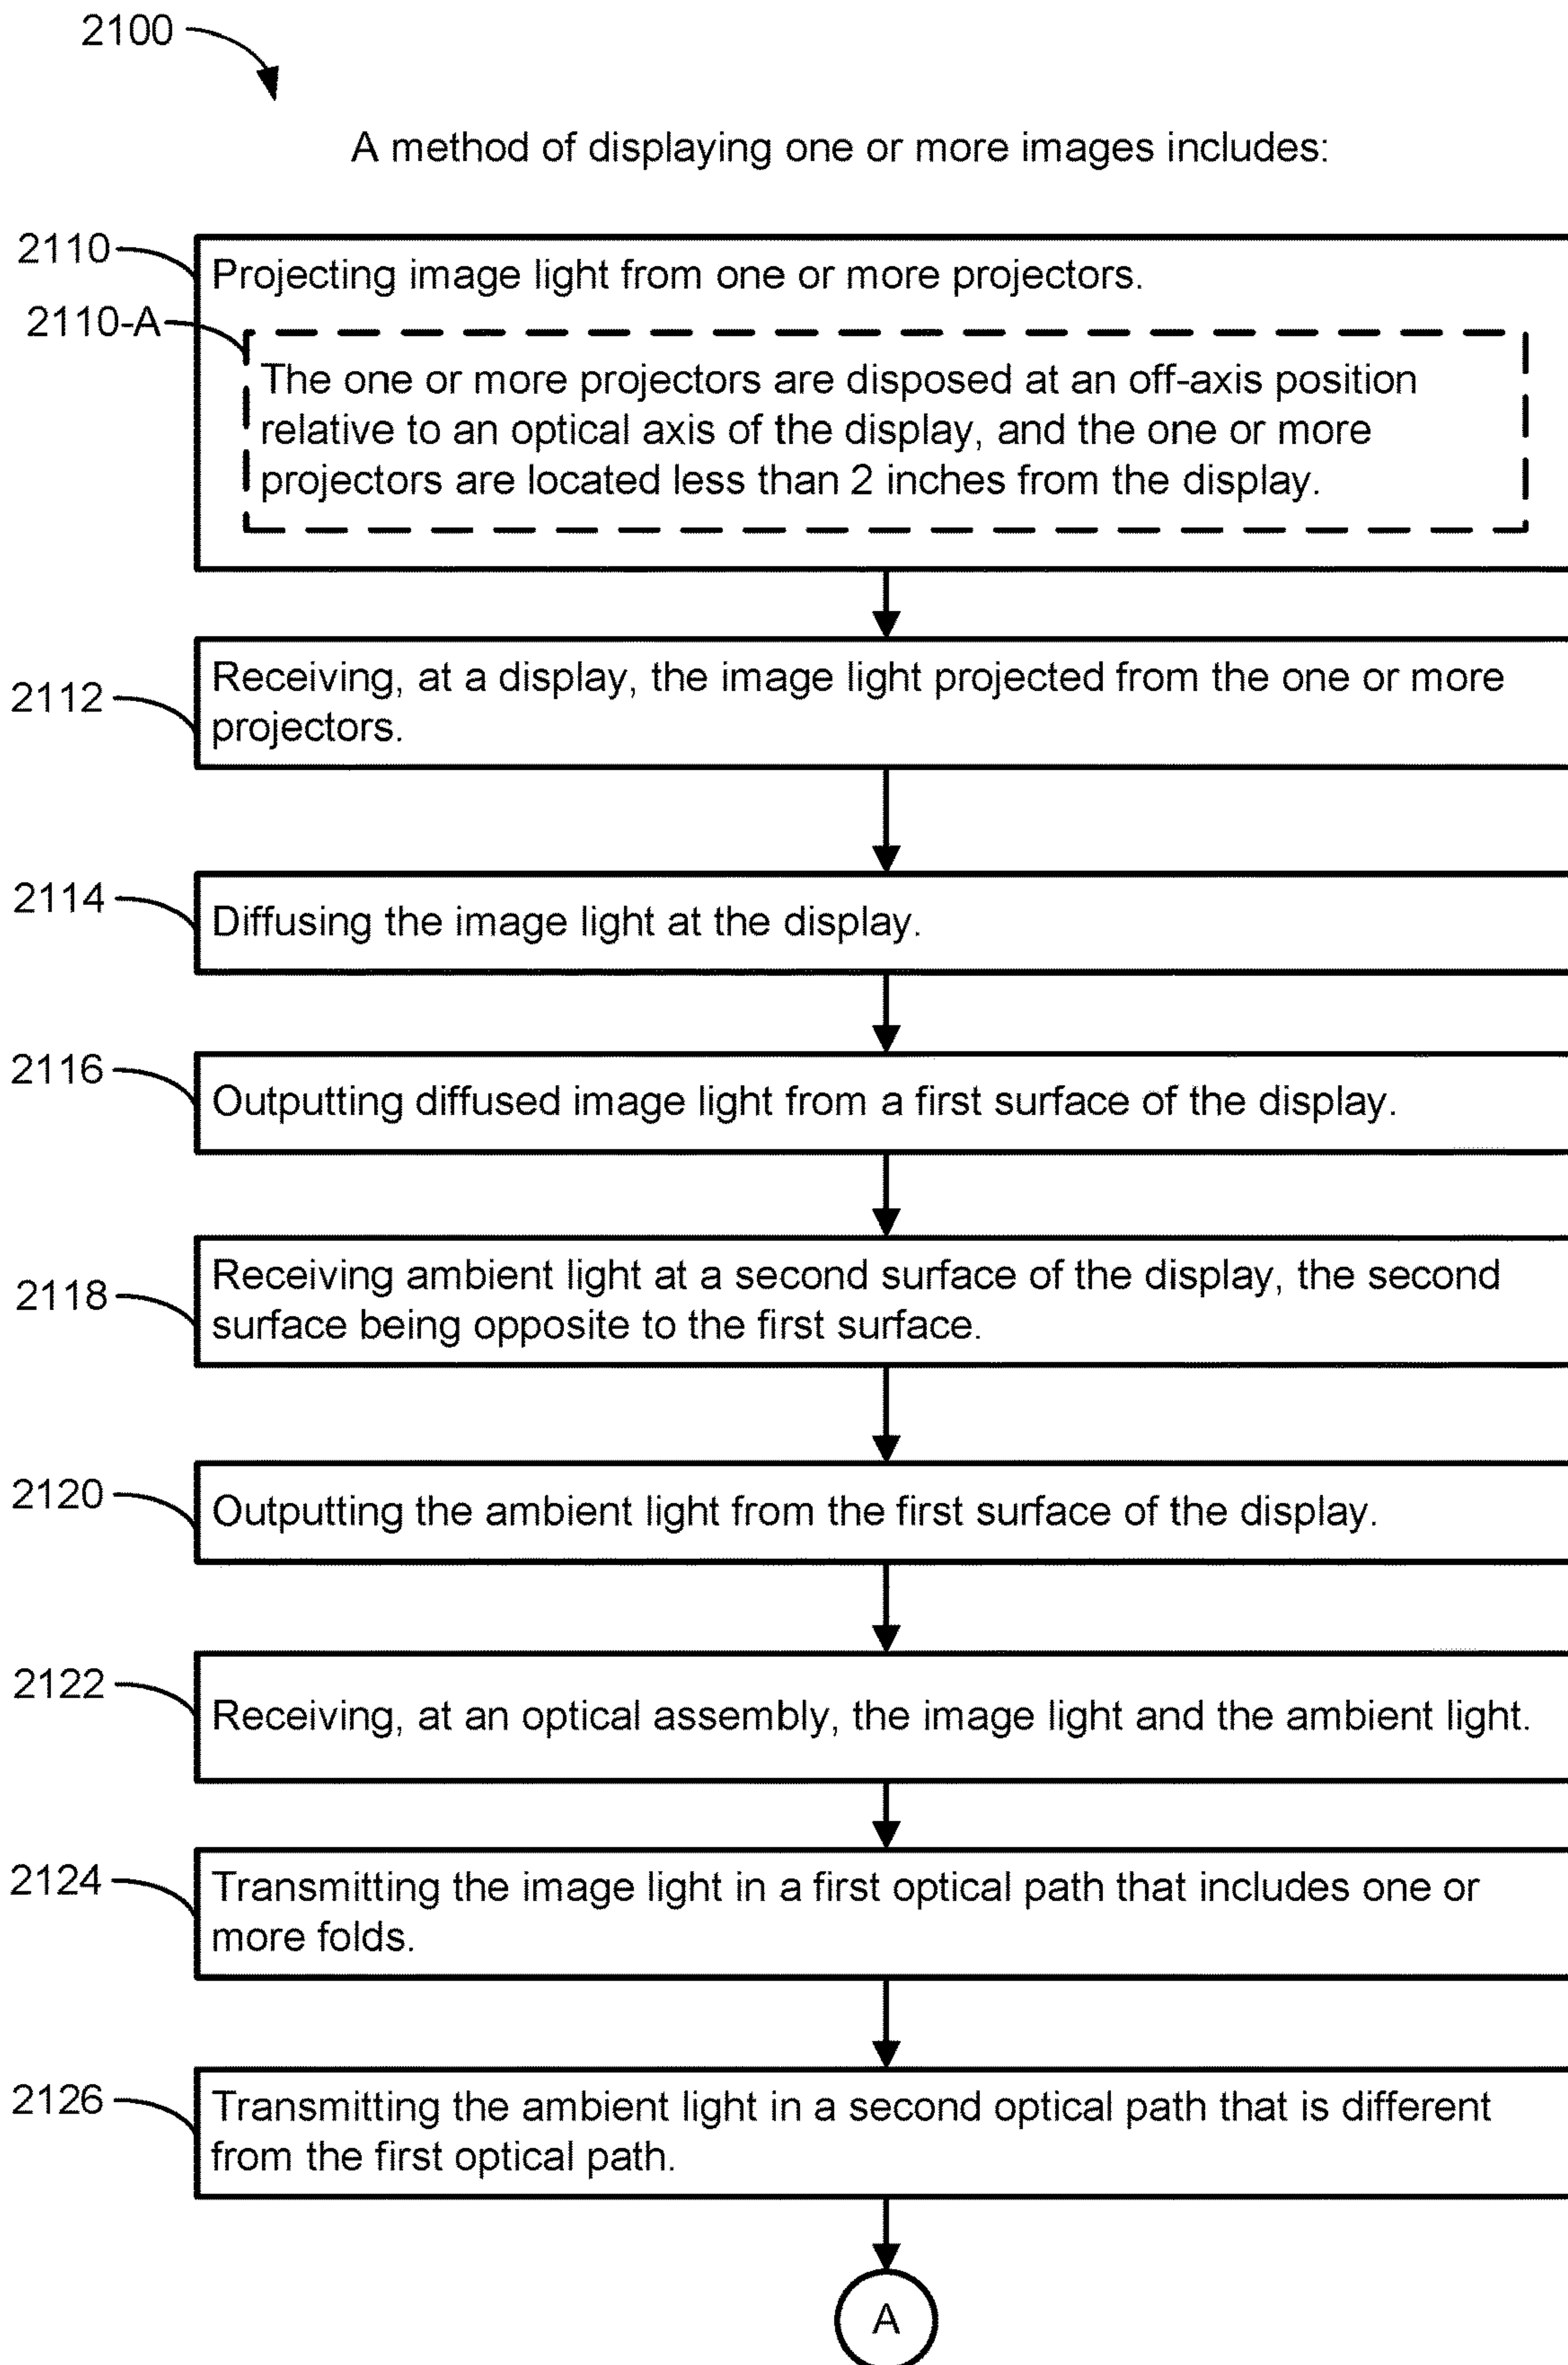 2100
A method of displaying one or more images includes:
2110
Projecting image light from one or more projectors.
2110-A
The one or more projectors are disposed at an off-axis position
relative to an optical axis of the display, and the one or more
projectors are located less than 2 inches from the display.
2112
Receiving, at a display, the image light projected from the one or more
projectors.
2114
Diffusing the image light at the display.
2116
Outputting diffused image light from a first surface of the display.
2118
Receiving ambient light at a second surface of the display, the second
surface being opposite to the first surface.
2120
Outputting the ambient light from the first surface of the display.
2122
Receiving, at an optical assembly, the image light and the ambient light.
2124
Transmitting the image light in a first optical path that includes one or
more folds.
2126
Transmitting the ambient light in a second optical path that is different
from the first optical path.
A